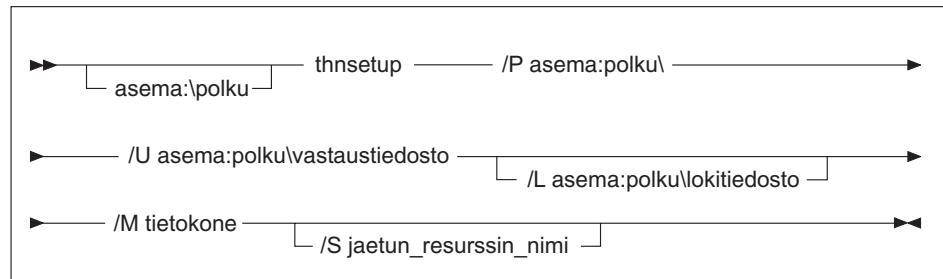 thnsetup /P asema:polku\
asema:\polku
/U asema:polku\vastaustiedosto
/L asema:polku\lokitiedosto
/M tietokone
/S jaetun_resurssin_nimi